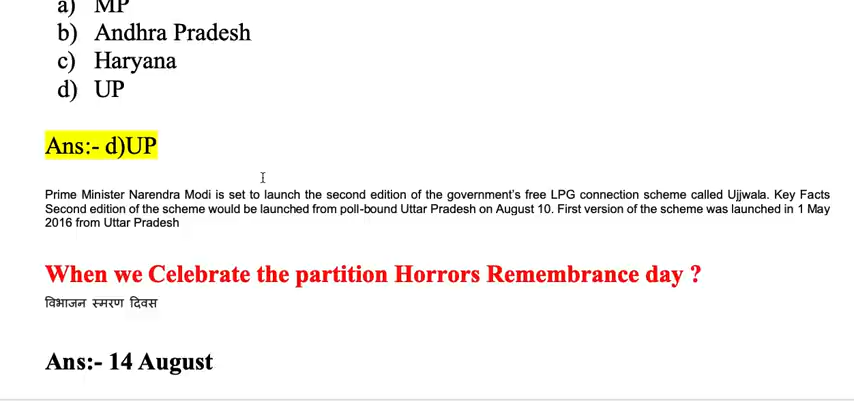 a) MP
b) Andhra Pradesh
c) Haryana
d) UP
Ans:- d)UP
Prime Minister Narendra Modi is set to launch the second edition of the government's free LPG connection scheme called Ujjwala. Key Facts
Second edition of the scheme would be launched from poll-bound Uttar Pradesh on August 10. First version of the scheme was launched in 1 May
2016 from Uttar Pradesh
When we Celebrate the partition Horrors Remembrance day ?
विभाजन स्मरण दिवस
Ans:- 14 August